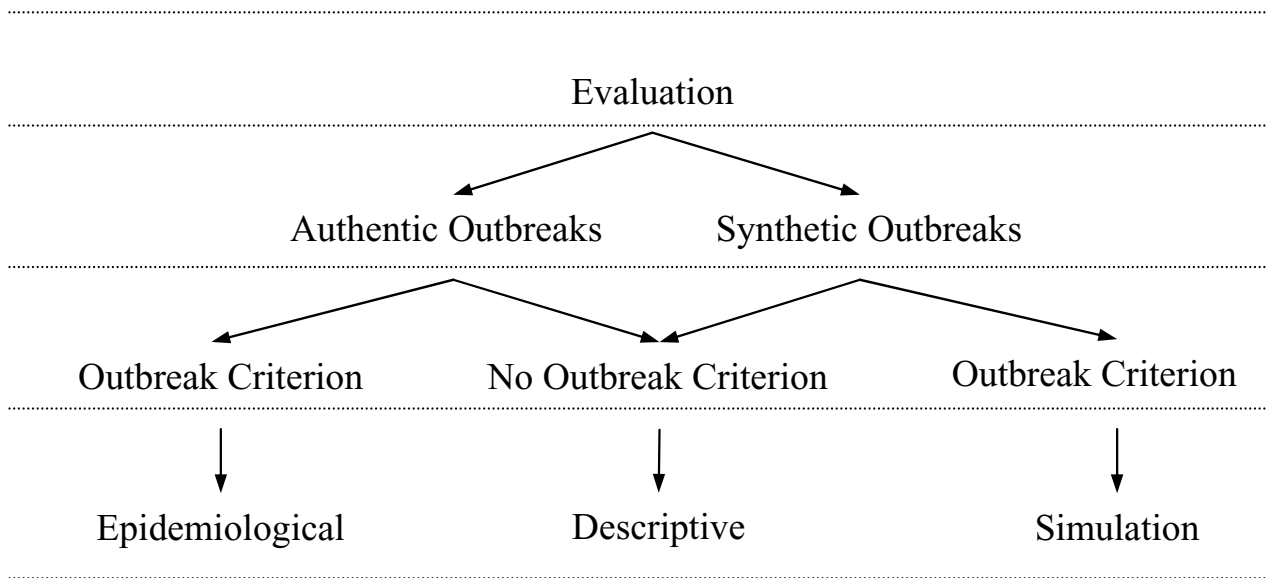 Evaluation
Authentic Outbreaks Synthetic Outbreaks
Outbreak Criterion No Outbreak Criterion Outbreak Criterion
Epidemiological Descriptive Simulation